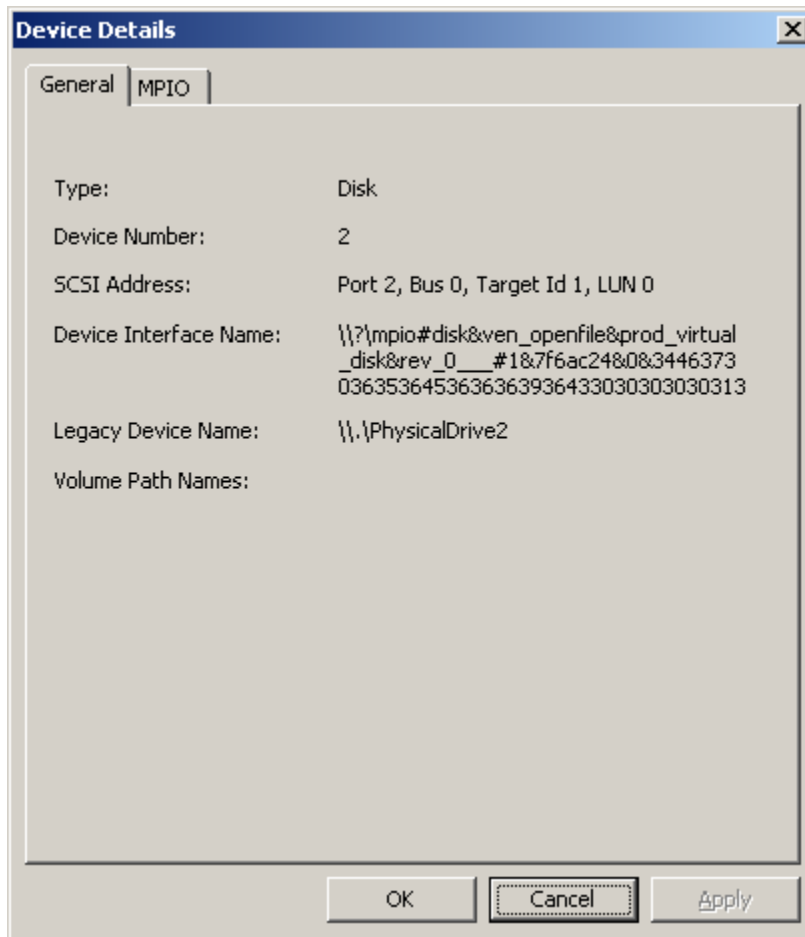 Device Details
General
MPIO
Type: Disk
Device Number: 2
SCSI Address: Port 2, Bus 0, Target Id 1, LUN 0
Device Interface Name: \\?\mpio#disk&ven_openfile&prod_virtual
_disk&rev_0___#1&7f6ac24&0&3446373
036353645363636393643303030303031​3
Legacy Device Name: \\.\PhysicalDrive2
Volume Path Names:
OK
Cancel
Apply